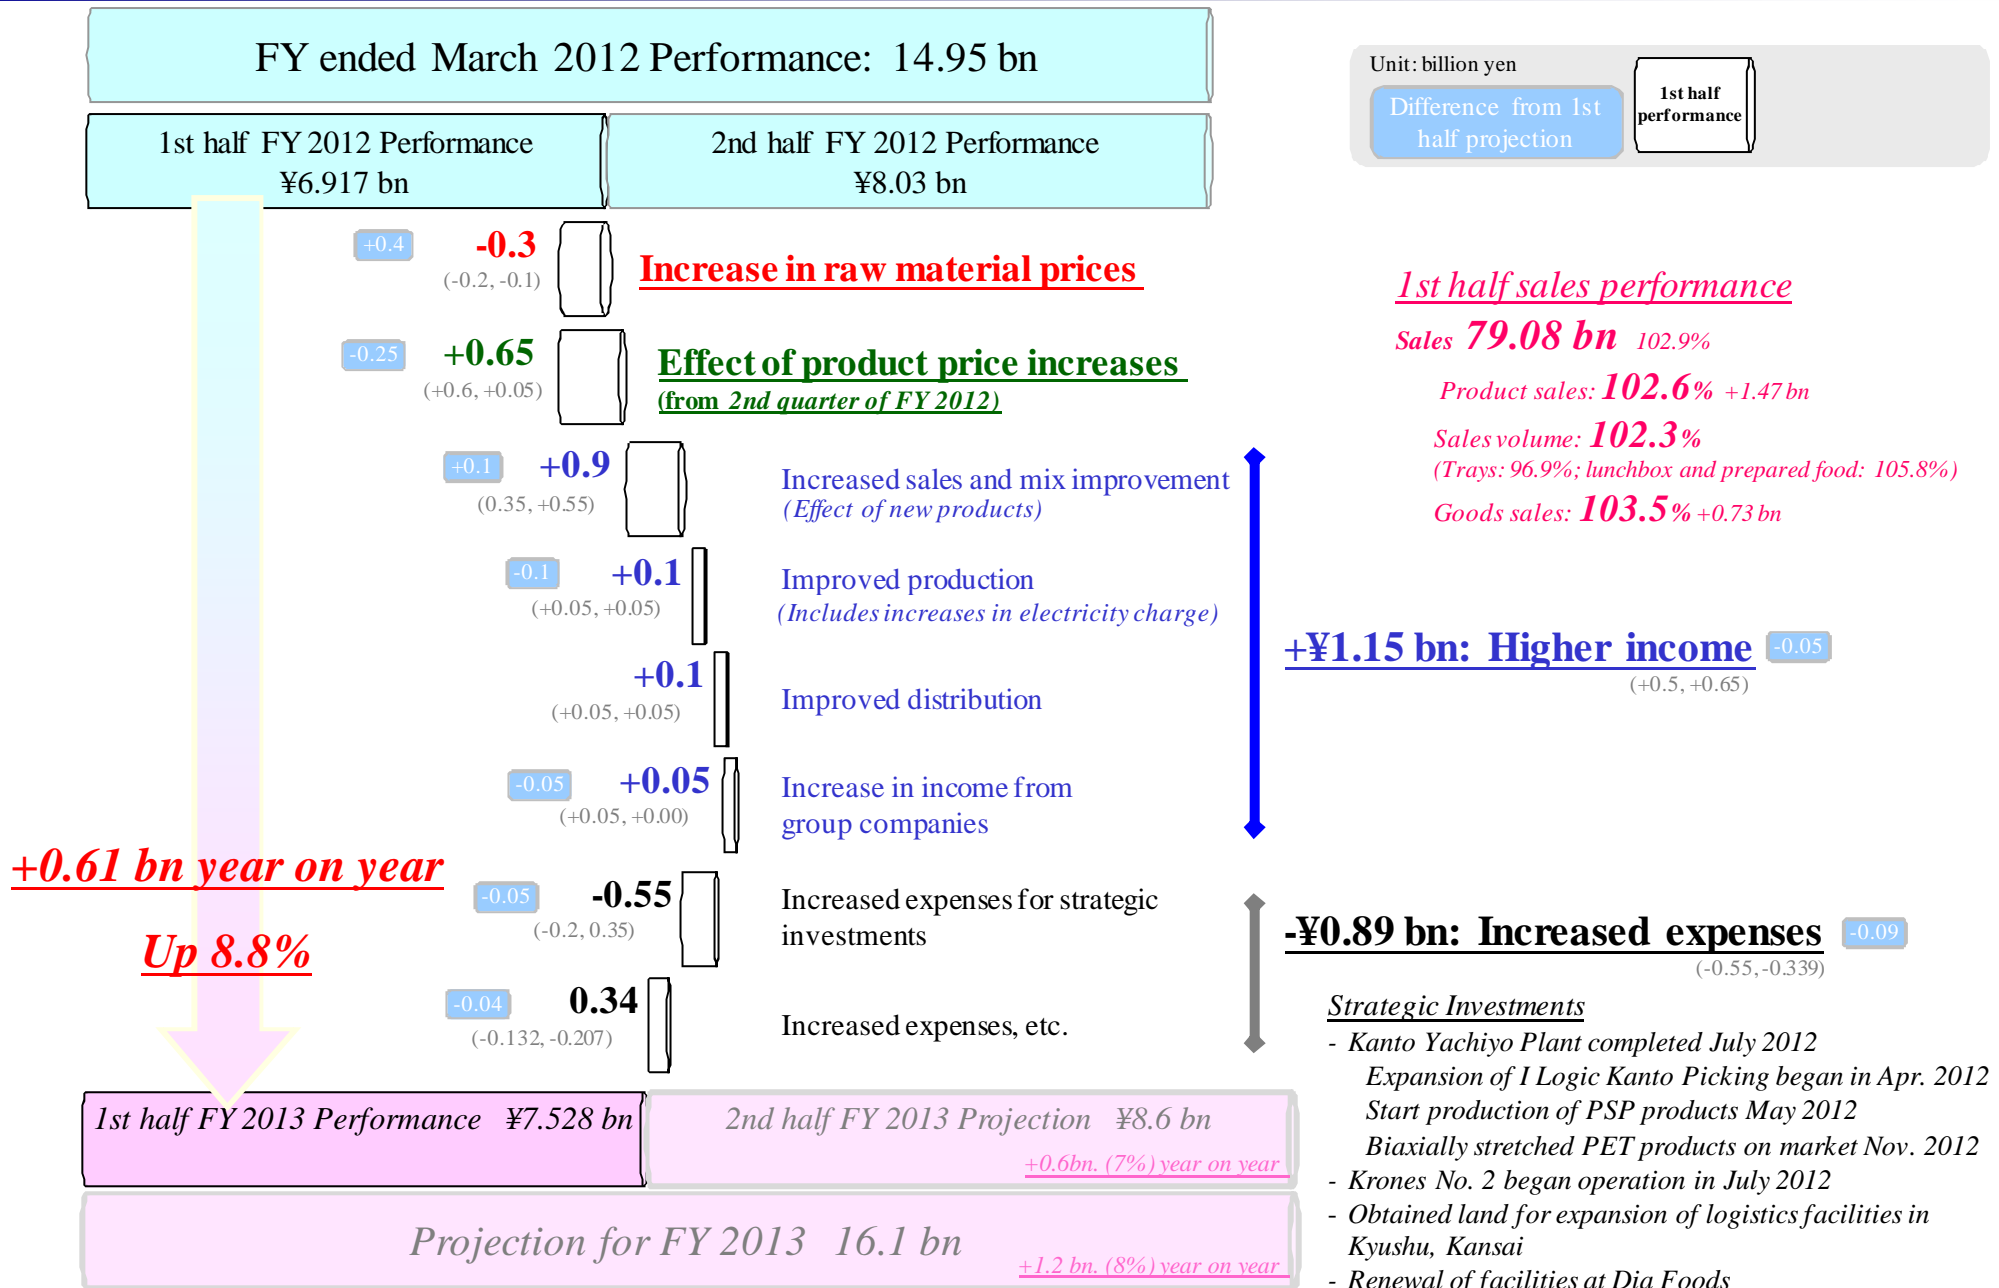 FY ended March 2012 Performance: 14.95 bn
Unit: billion yen
Difference from 1st
half projection
1st half
performance
1st half FY 2012 Performance
¥6.917 bn
2nd half FY 2012 Performance
¥8.03 bn
+0.4
-0.3
(-0.2, -0.1)
Increase in raw material prices
-0.25
+0.65
(+0.6, +0.05)
Effect of product price increases
(from 2nd quarter of FY 2012)
+0.1
+0.9
(0.35, +0.55)
Increased sales and mix improvement
(Effect of new products)
-0.1
+0.1
(+0.05, +0.05)
Improved production
(Includes increases in electricity charge)
+0.1
(+0.05, +0.05)
Improved distribution
-0.05
+0.05
(+0.05, +0.00)
Increase in income from
group companies
-0.05
-0.55
(-0.2, 0.35)
Increased expenses for strategic
investments
-0.04
0.34
(-0.132, -0.207)
Increased expenses, etc.
+0.61 bn year on year
Up 8.8%
1st half sales performance
Sales 79.08 bn 102.9%
Product sales: 102.6% +1.47 bn
Sales volume: 102.3%
(Trays: 96.9%; lunchbox and prepared food: 105.8%)
Goods sales: 103.5% +0.73 bn
+¥1.15 bn: Higher income -0.05
(+0.5, +0.65)
-¥0.89 bn: Increased expenses -0.09
(-0.55, -0.339)
Strategic Investments
- Kanto Yachiyo Plant completed July 2012
Expansion of I Logic Kanto Picking began in Apr. 2012
Start production of PSP products May 2012
Biaxially stretched PET products on market Nov. 2012
- Krones No. 2 began operation in July 2012
- Obtained land for expansion of logistics facilities in
Kyushu, Kansai
- Renewal of facilities at Dia Foods
1st half FY 2013 Performance ¥7.528 bn
2nd half FY 2013 Projection ¥8.6 bn
+0.6bn. (7%) year on year
Projection for FY 2013 16.1 bn
+1.2 bn. (8%) year on year